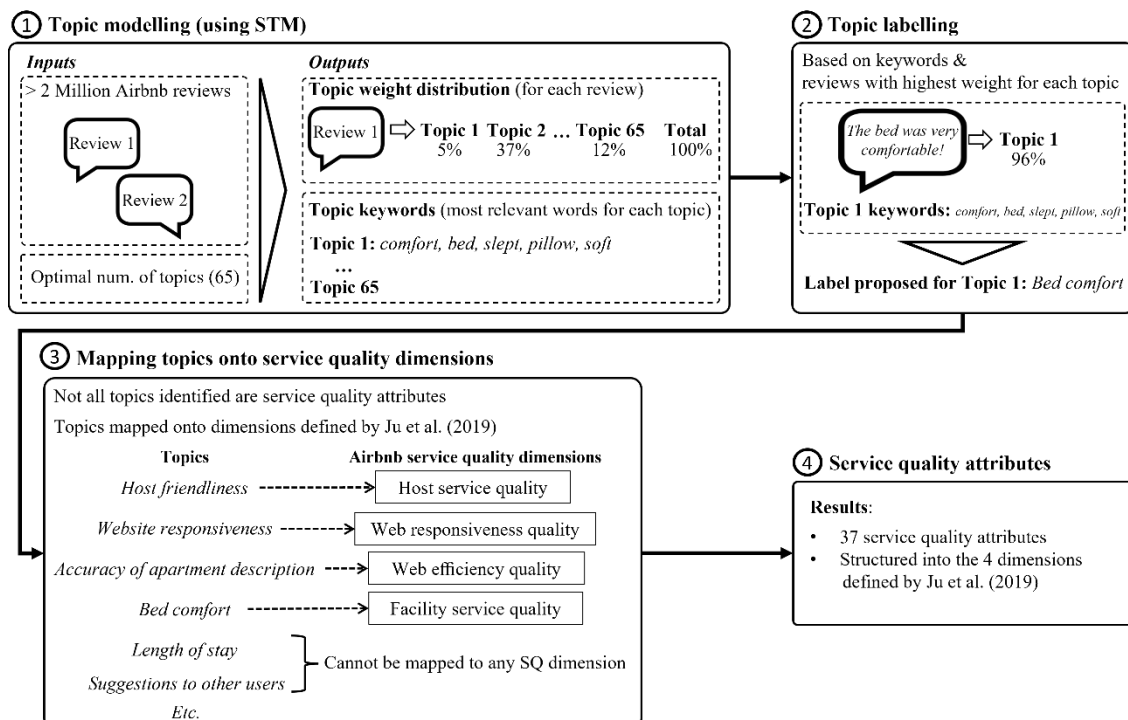 1 Topic modelling (using STM)
Inputs
> 2 Million Airbnb reviews
Review 1
Review 2
Optimal num. of topics (65)
Outputs
Topic weight distribution (for each review)
Review 1 Topic 1 Topic 2 ... Topic 65 Total
5% 37% 12% 100%
Topic keywords (most relevant words for each topic)
Topic 1: comfort, bed, slept, pillow, soft
...
Topic 65
2 Topic labelling
Based on keywords &
reviews with highest weight for each topic
The bed was very
comfortable!
Topic 1
96%
Topic 1 keywords: comfort, bed, slept, pillow, soft
Label proposed for Topic 1: Bed comfort
3 Mapping topics onto service quality dimensions
Not all topics identified are service quality attributes
Topics mapped onto dimensions defined by Ju et al. (2019)
Topics Airbnb service quality dimensions
Host friendliness Host service quality
Website responsiveness Web responsiveness quality
Accuracy of apartment description Web efficiency quality
Bed comfort Facility service quality
Length of stay
Cannot be mapped to any SQ dimension
Suggestions to other users
Etc.
4 Service quality attributes
Results:
• 37 service quality attributes
• Structured into the 4 dimensions
defined by Ju et al. (2019)